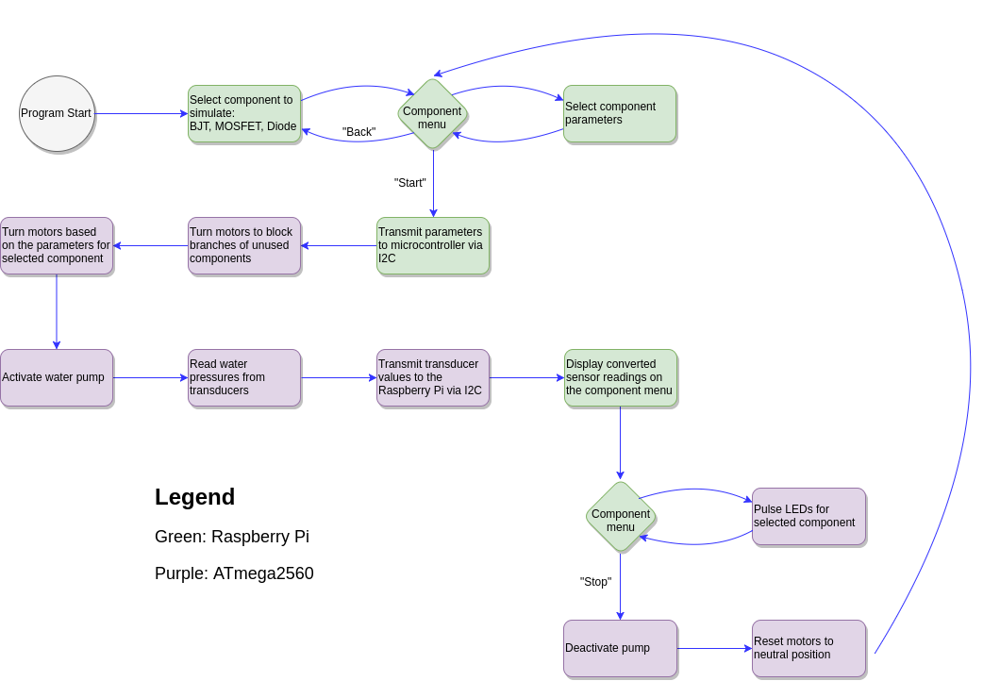 Program Start
Select component to
simulate:
BJT, MOSFET, Diode
"Back"
Component
menu
Select component
parameters
"Start"
Turn motors based
on the parameters for
selected component
Turn motors to block
branches of unused
components
Transmit parameters
to microcontroller via
I2C
Activate water pump
Read water
pressures from
transducers
Transmit transducer
values to the
Raspberry Pi via I2C
Display converted
sensor readings on
the component menu
Legend
Green: Raspberry Pi
Purple: ATmega2560
Component
menu
Pulse LEDs for
selected component
"Stop"
Deactivate pump
Reset motors to
neutral position